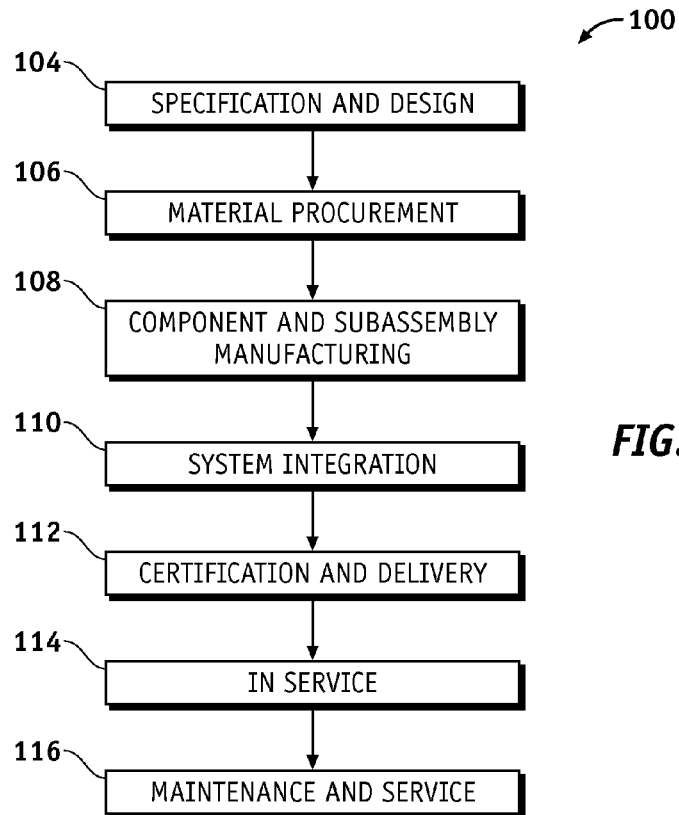 100
104
SPECIFICATION AND DESIGN
106
MATERIAL PROCUREMENT
108
COMPONENT AND SUBASSEMBLY
MANUFACTURING
110
SYSTEM INTEGRATION
FIG.
112
CERTIFICATION AND DELIVERY
114
IN SERVICE
116
MAINTENANCE AND SERVICE